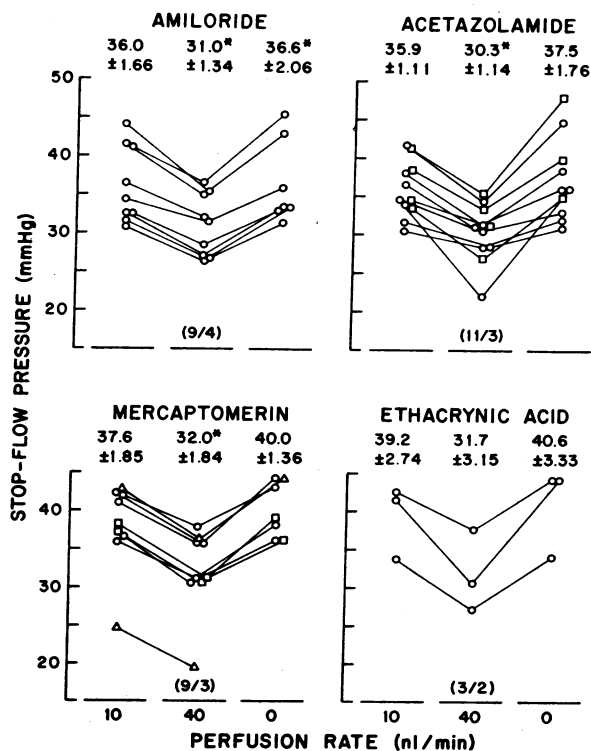 AMILORIDE
36.0 31.0* 36.6*
±1.66 ±1.34 ±2.06
ACETAZOLAMIDE
35.9 30.3* 37.5
±1.11 ±1.14 ±1.76
50
40
30
20
(9/4)
(11/3)
STOP-FLOW PRESSURE (mmHg)
MERCAPTOMERIN
37.6 32.0* 40.0
±1.85 ±1.84 ±1.36
ETHACRYNIC ACID
39.2 31.7 40.6
±2.74 ±3.15 ±3.33
40
30
20
(9/3)
(3/2)
10 40 0
10 40 0
PERFUSION RATE (nl/min)